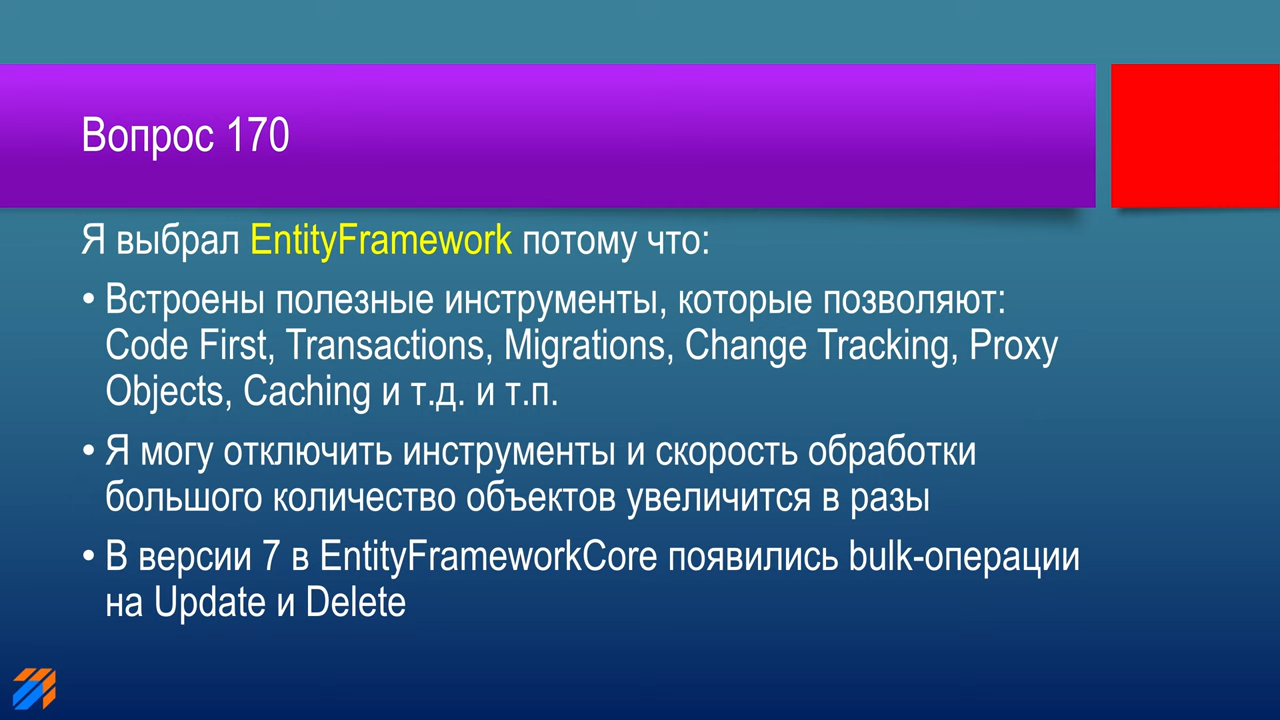 Вопрос 170
Я выбрал EntityFramework потому что:
• Встроены полезные инструменты, которые позволяют:
Code First, Transactions, Migrations, Change Tracking, Proxy
Objects, Caching и т.д. и т.п.
• Я могу отключить инструменты и скорость обработки
большого количество объектов увеличится в разы
• В версии 7 в EntityFrameworkCore появились bulk-операции
на Update и Delete